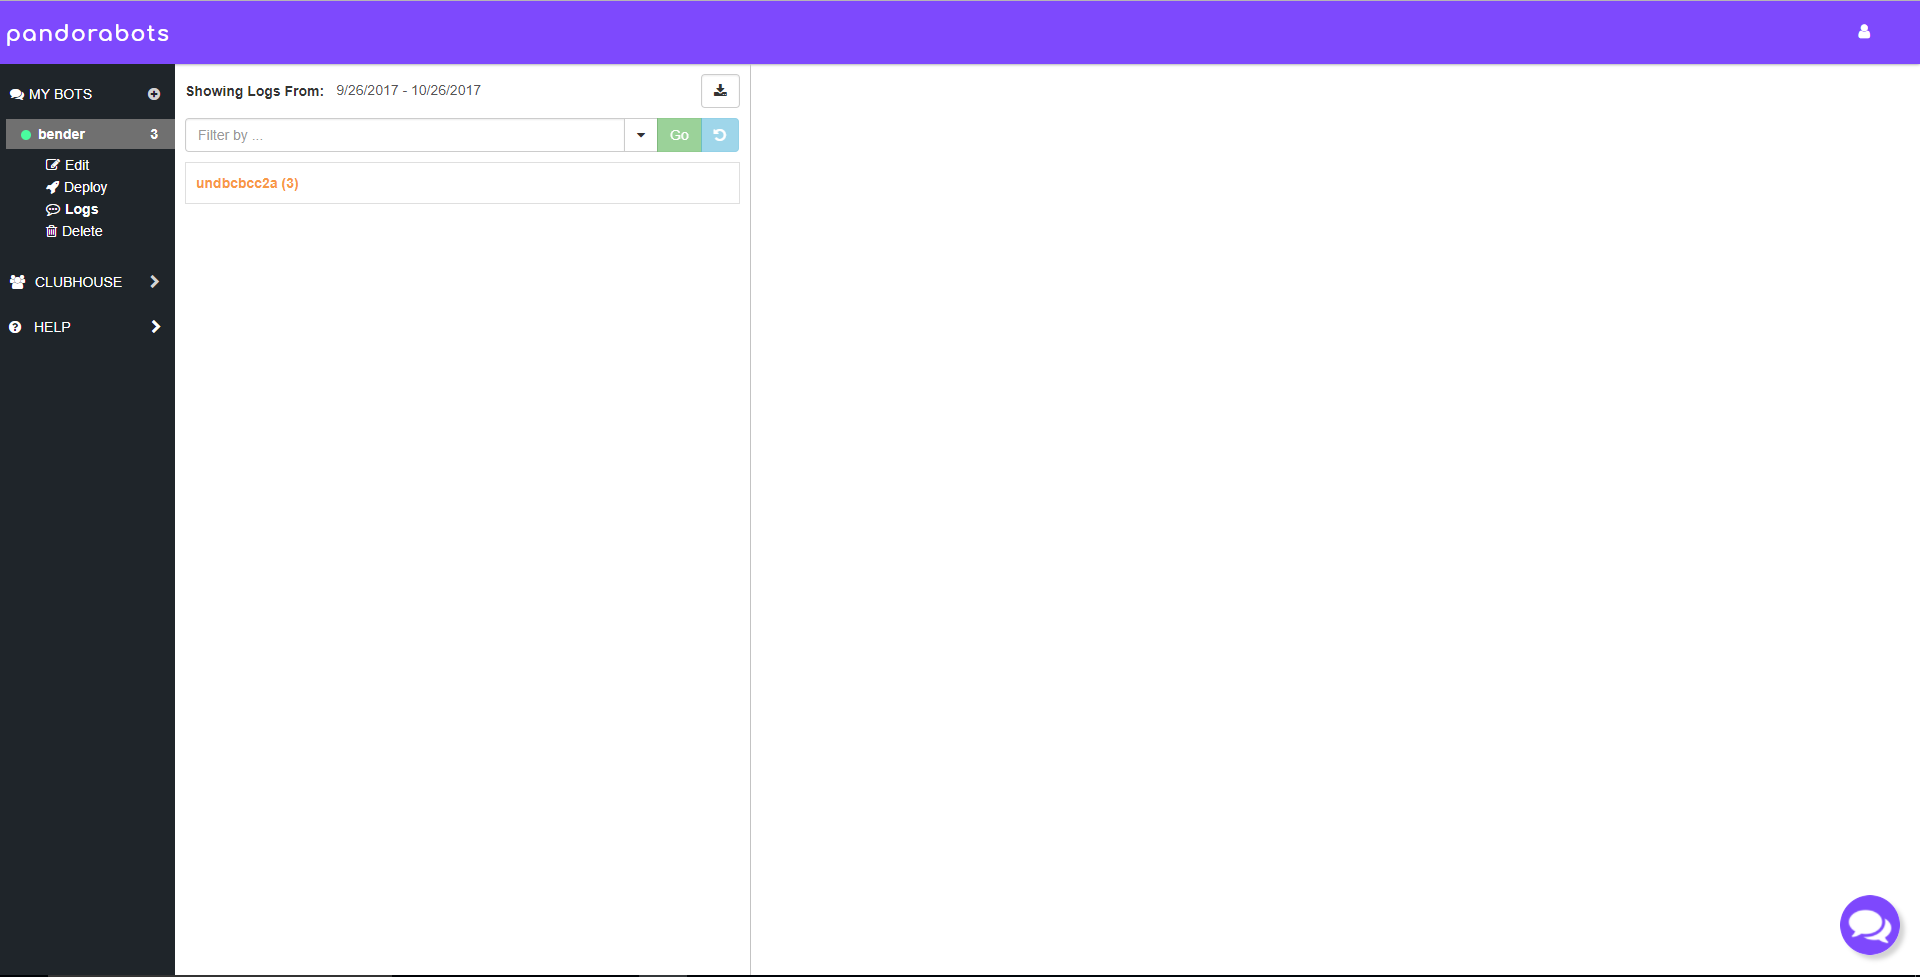 pandorabots
MY BOTS
bender 3
Edit
Deploy
Logs
Delete
CLUBHOUSE
HELP
Showing Logs From: 9/26/2017 - 10/26/2017
Filter by ... Go
undbcbcc2a (3)